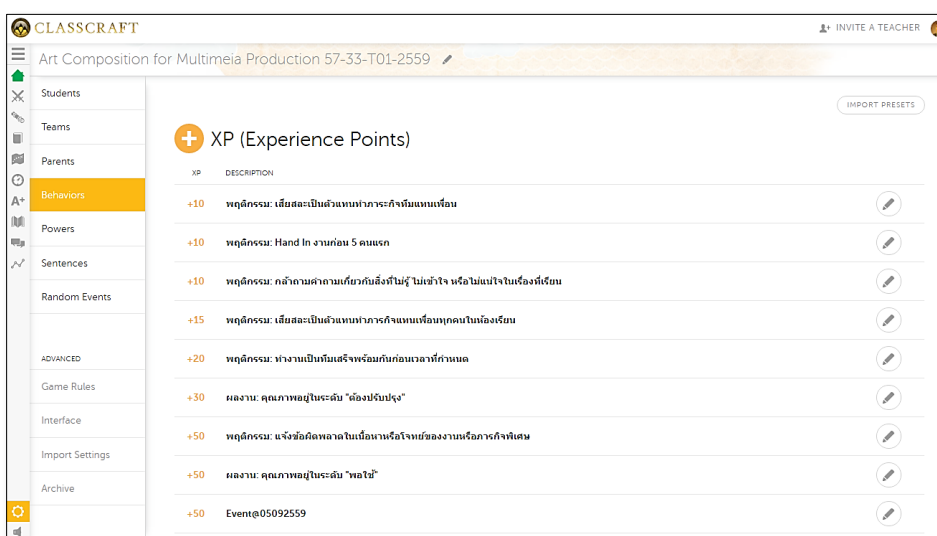 CLASSCRAFT
INVITE A TEACHER
Art Composition for Multimeia Production 57-33-T01-2559
Students
Teams
Parents
Behaviors
Powers
Sentences
Random Events
ADVANCED
Game Rules
Interface
Import Settings
Archive
A+
IMPORT PRESETS
XP (Experience Points)
XP DESCRIPTION
+10 พฤติกรรม: เสียสละเป็นตัวแทนทำภาระกิจทีมแทนเพื่อน
+10 พฤติกรรม: Hand In งานก่อน 5 คนแรก
+10 พฤติกรรม: กล้าถามคำถามเกี่ยวกับสิ่งที่ไม่รู้ ไม่เข้าใจ หรือไม่แน่ใจในเรื่องที่เรียน
+15 พฤติกรรม: เสียสละเป็นตัวแทนทำภารกิจแทนเพื่อนทุกคนในห้องเรียน
+20 พฤติกรรม: ทำงานเป็นทีมเสร็จพร้อมกันก่อนเวลาที่กำหนด
+30 ผลงาน: คุณภาพอยู่ในระดับ "ต้องปรับปรุง"
+50 พฤติกรรม: แจ้งข้อผิดพลาดในเนื้อหาหรือโจทย์ของงานหรือภารกิจพิเศษ
+50 ผลงาน: คุณภาพอยู่ในระดับ "พอใช้"
+50 Event@05092559